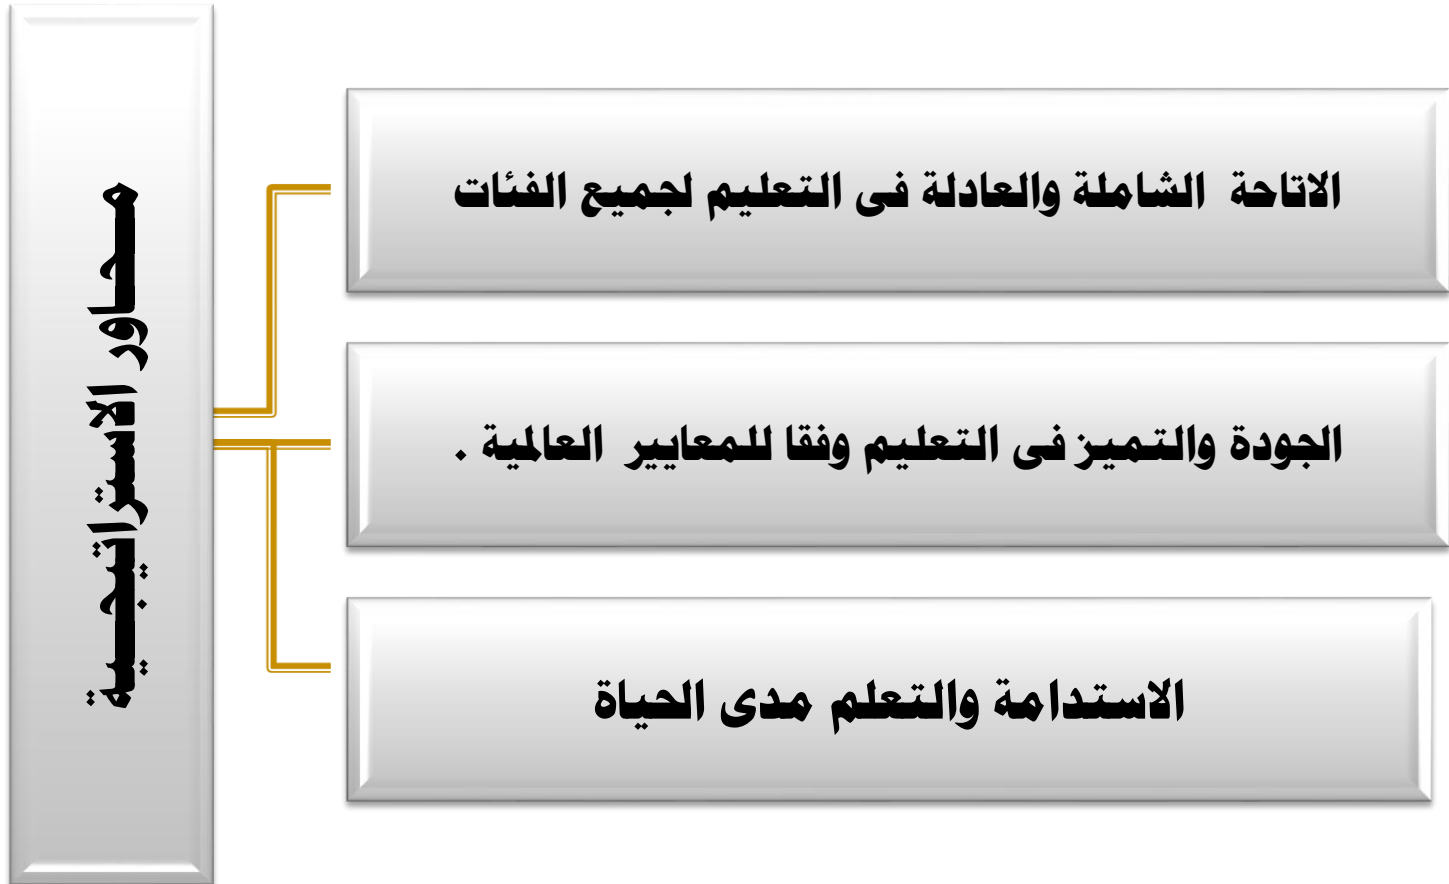 محاور الاستراتيجية
الاتاحة الشاملة والعادلة فى التعليم لجميع الفئات
الجودة والتميز فى التعليم وفقا للمعايير العالمية .
الاستدامة والتعلم مدى الحياة